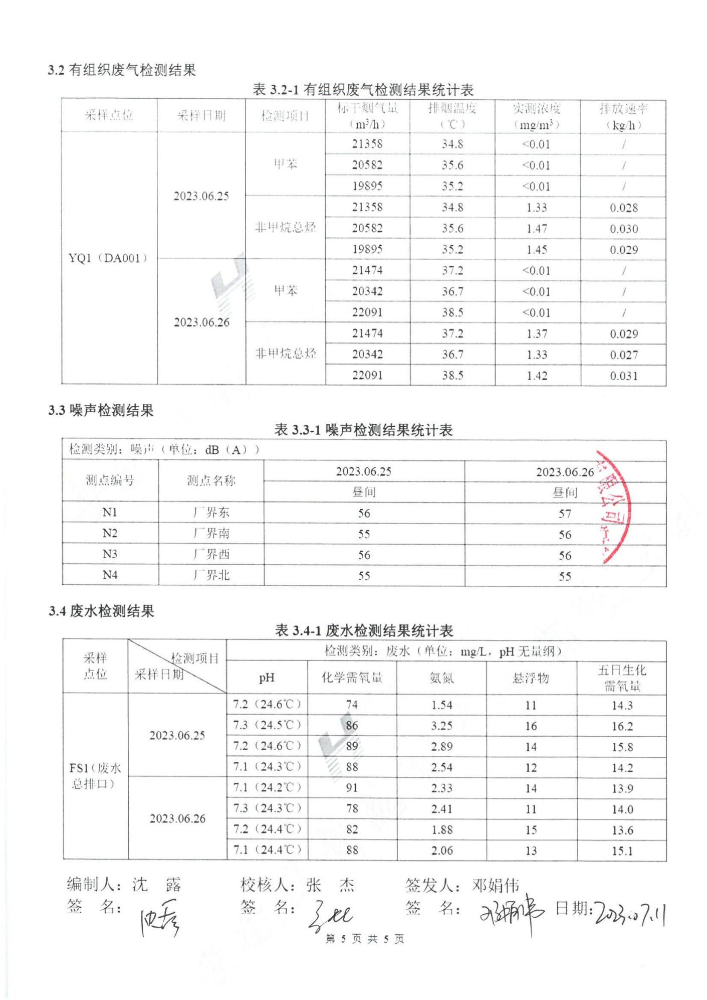 3.2 有组织废气检测结果
表 3.2-1 有组织废气检测结果统计表
采样点位 采样日期 检测项目 标干烟气量（m³/h） 排烟温度（℃） 实测浓度（mg/m³） 排放速率（kg/h）
YQ1（DA001） 2023.06.25 甲苯 21358 34.8 <0.01 /
20582 35.6 <0.01 /
19895 35.2 <0.01 /
非甲烷总烃 21358 34.8 1.33 0.028
20582 35.6 1.47 0.030
19895 35.2 1.45 0.029
2023.06.26 甲苯 21474 37.2 <0.01 /
20342 36.7 <0.01 /
22091 38.5 <0.01 /
非甲烷总烃 21474 37.2 1.37 0.029
20342 36.7 1.33 0.027
22091 38.5 1.42 0.031
3.3 噪声检测结果
表 3.3-1 噪声检测结果统计表
检测类别：噪声（单位：dB（A））
测点编号 测点名称 2023.06.25 2023.06.26
昼间 昼间
N1 厂界东 56 57
N2 厂界南 55 56
N3 厂界西 56 56
N4 厂界北 55 55
限公司
3.4 废水检测结果
表 3.4-1 废水检测结果统计表
采样点位 检测项目 采样日期 检测类别：废水（单位：mg/L，pH 无量纲）
pH 化学需氧量 氨氮 悬浮物 五日生化需氧量
FS1（废水总排口） 2023.06.25 7.2（24.6℃） 74 1.54 11 14.3
7.3（24.5℃） 86 3.25 16 16.2
7.2（24.6℃） 89 2.89 14 15.8
7.1（24.3℃） 88 2.54 12 14.2
2023.06.26 7.1（24.2℃） 91 2.33 14 13.9
7.3（24.3℃） 78 2.41 11 14.0
7.2（24.4℃） 82 1.88 15 13.6
7.1（24.4℃） 88 2.06 13 15.1
编制人：沈 露 校核人：张 杰 签发人：邓娟伟
签 名： 沈露 签 名： 张杰 签 名： 邓娟伟 日期：2023.07.11
第 5 页 共 5 页